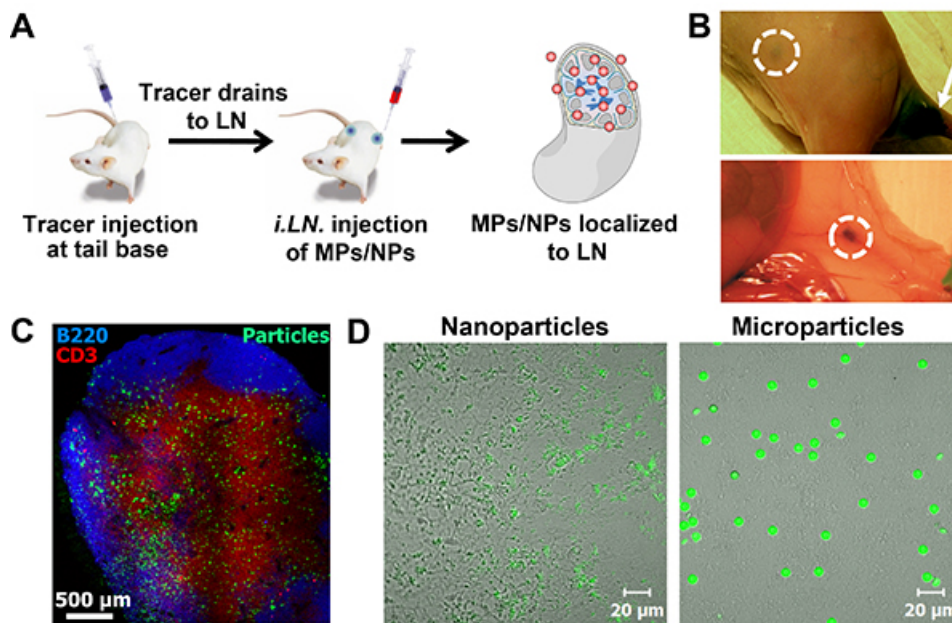 A
Tracer drains
to LN
Tracer injection
at tail base
i.LN. injection
of MPs/NPs
MPs/NPs localized
to LN
B
C
B220
CD3
Particles
500 µm
D
Nanoparticles
20 µm
Microparticles
20 µm